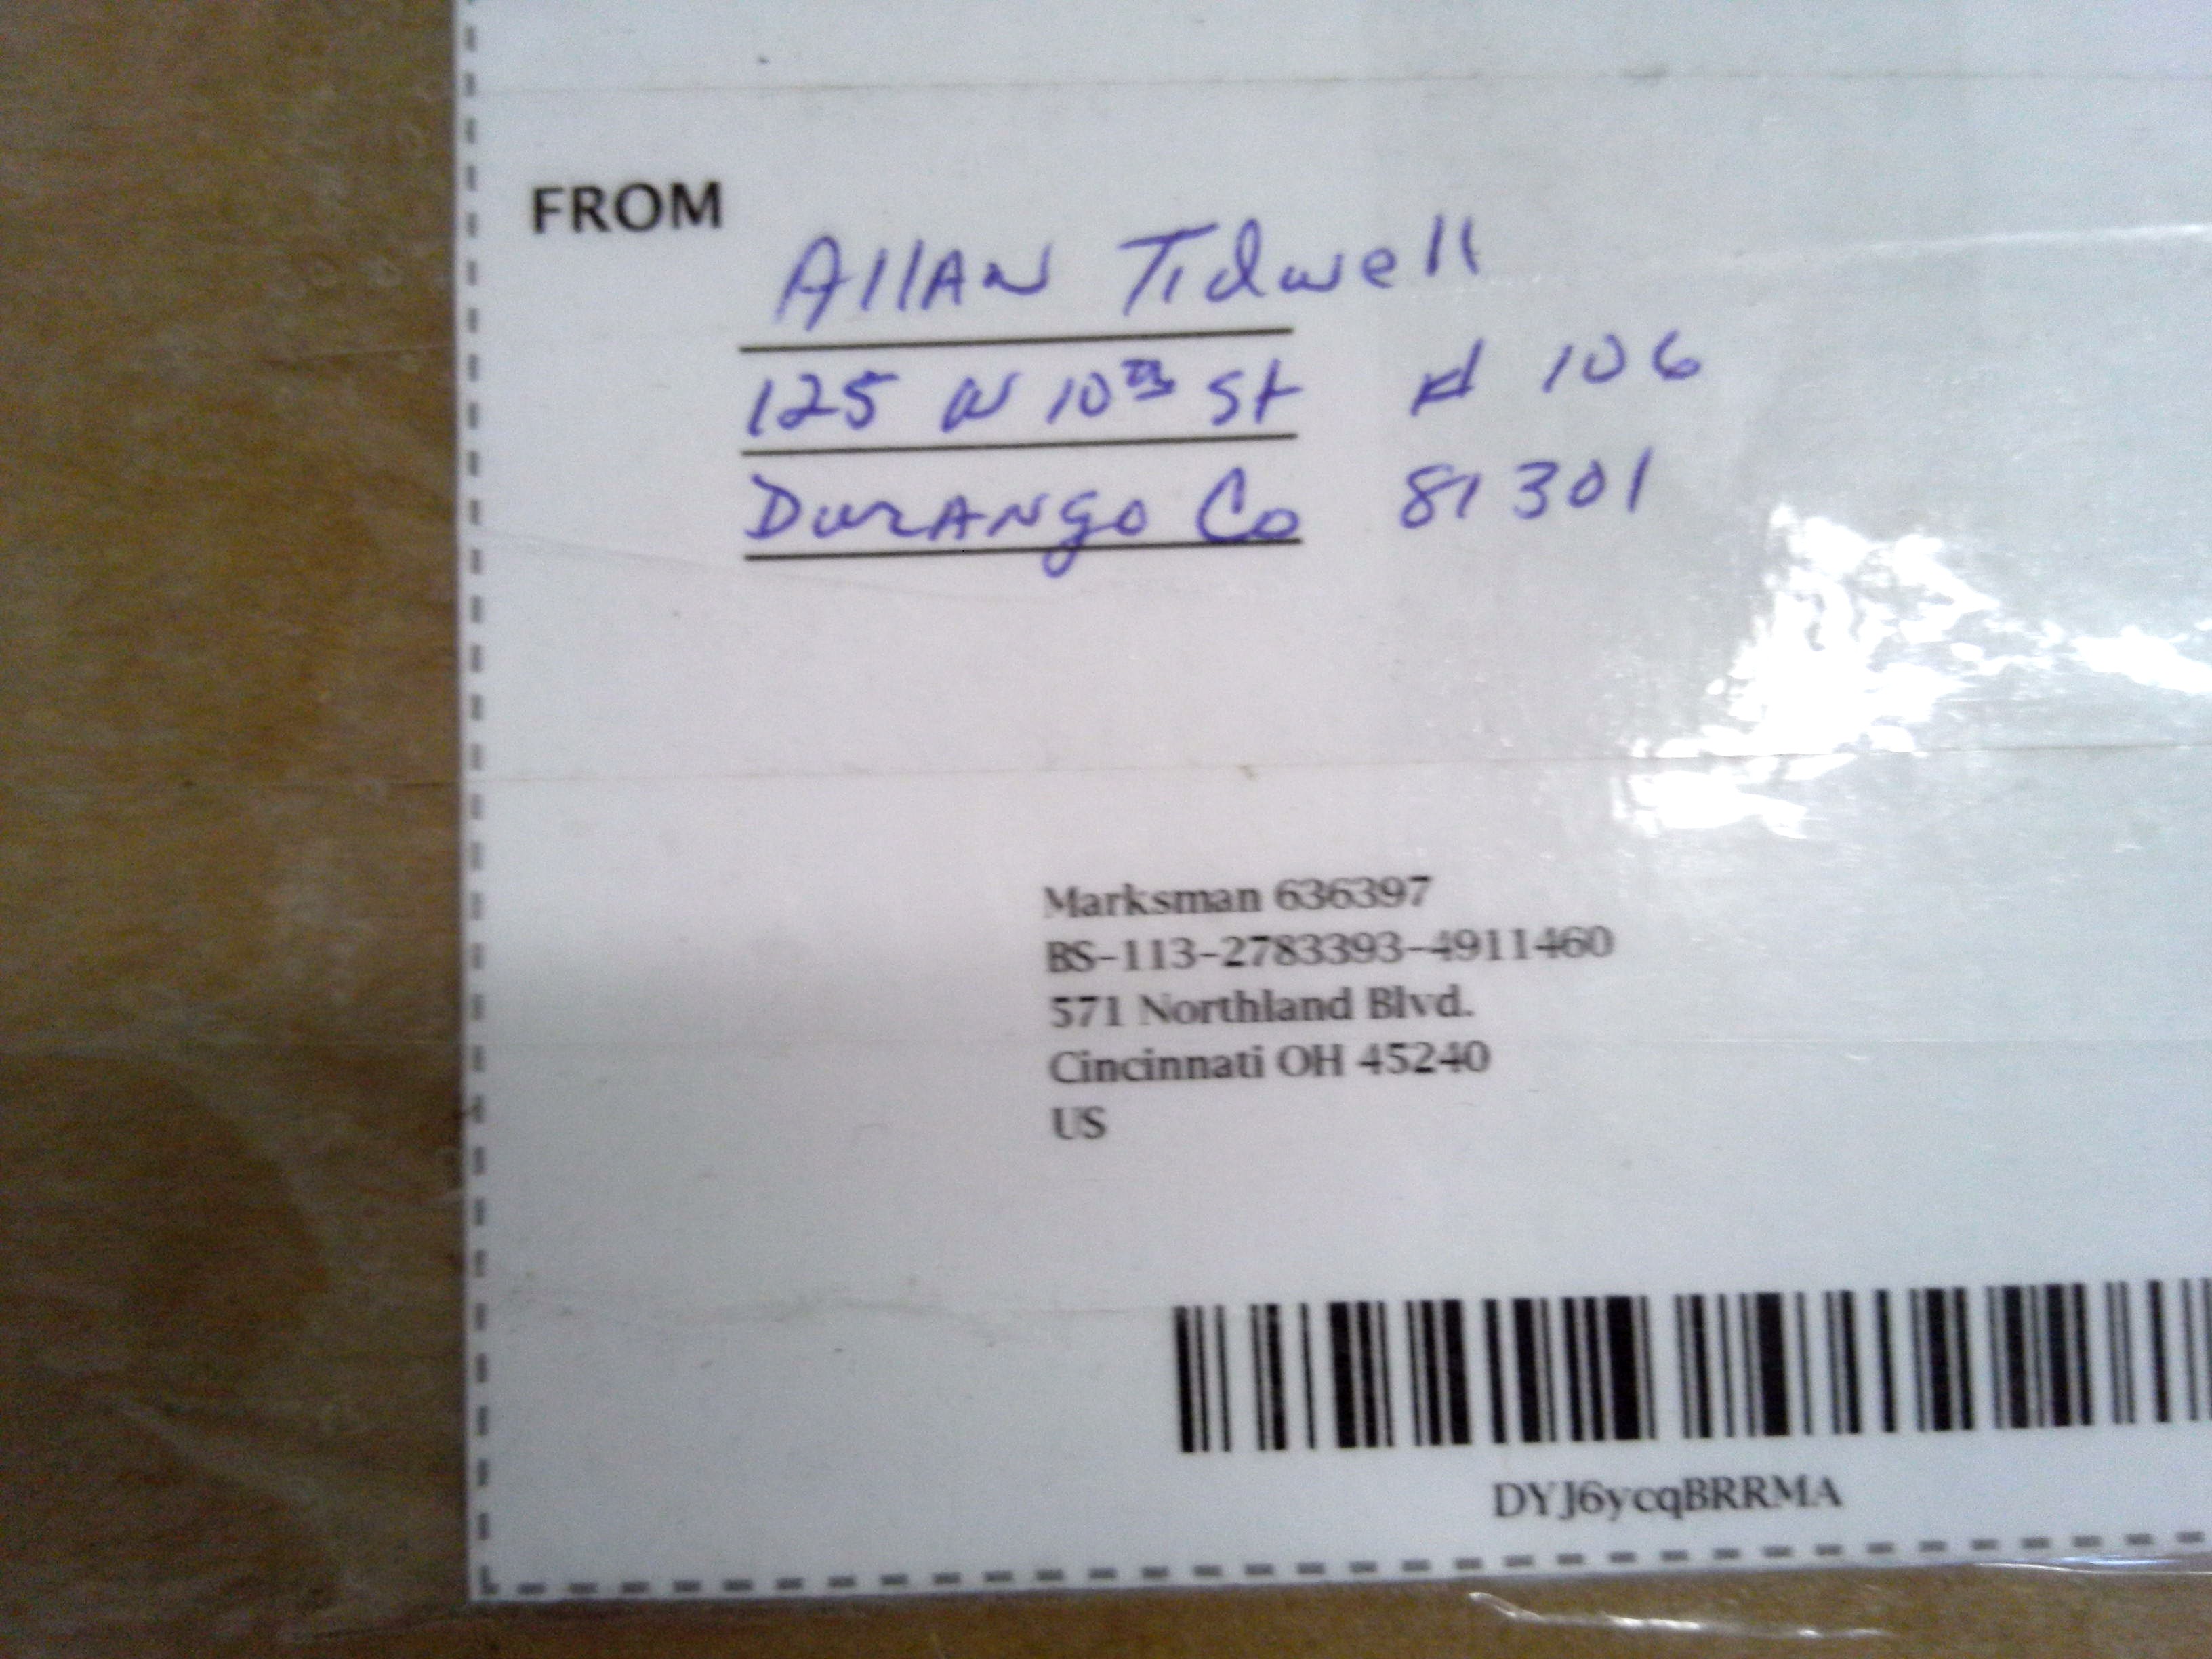 FROM
Allan Tidwell
125 W 10th St # 106
Durango Co 81301
Marksman 636397
BS-113-2783393-4911460
571 Northland Blvd.
Cincinnati OH 45240
US
DYJ6ycqBRRMA